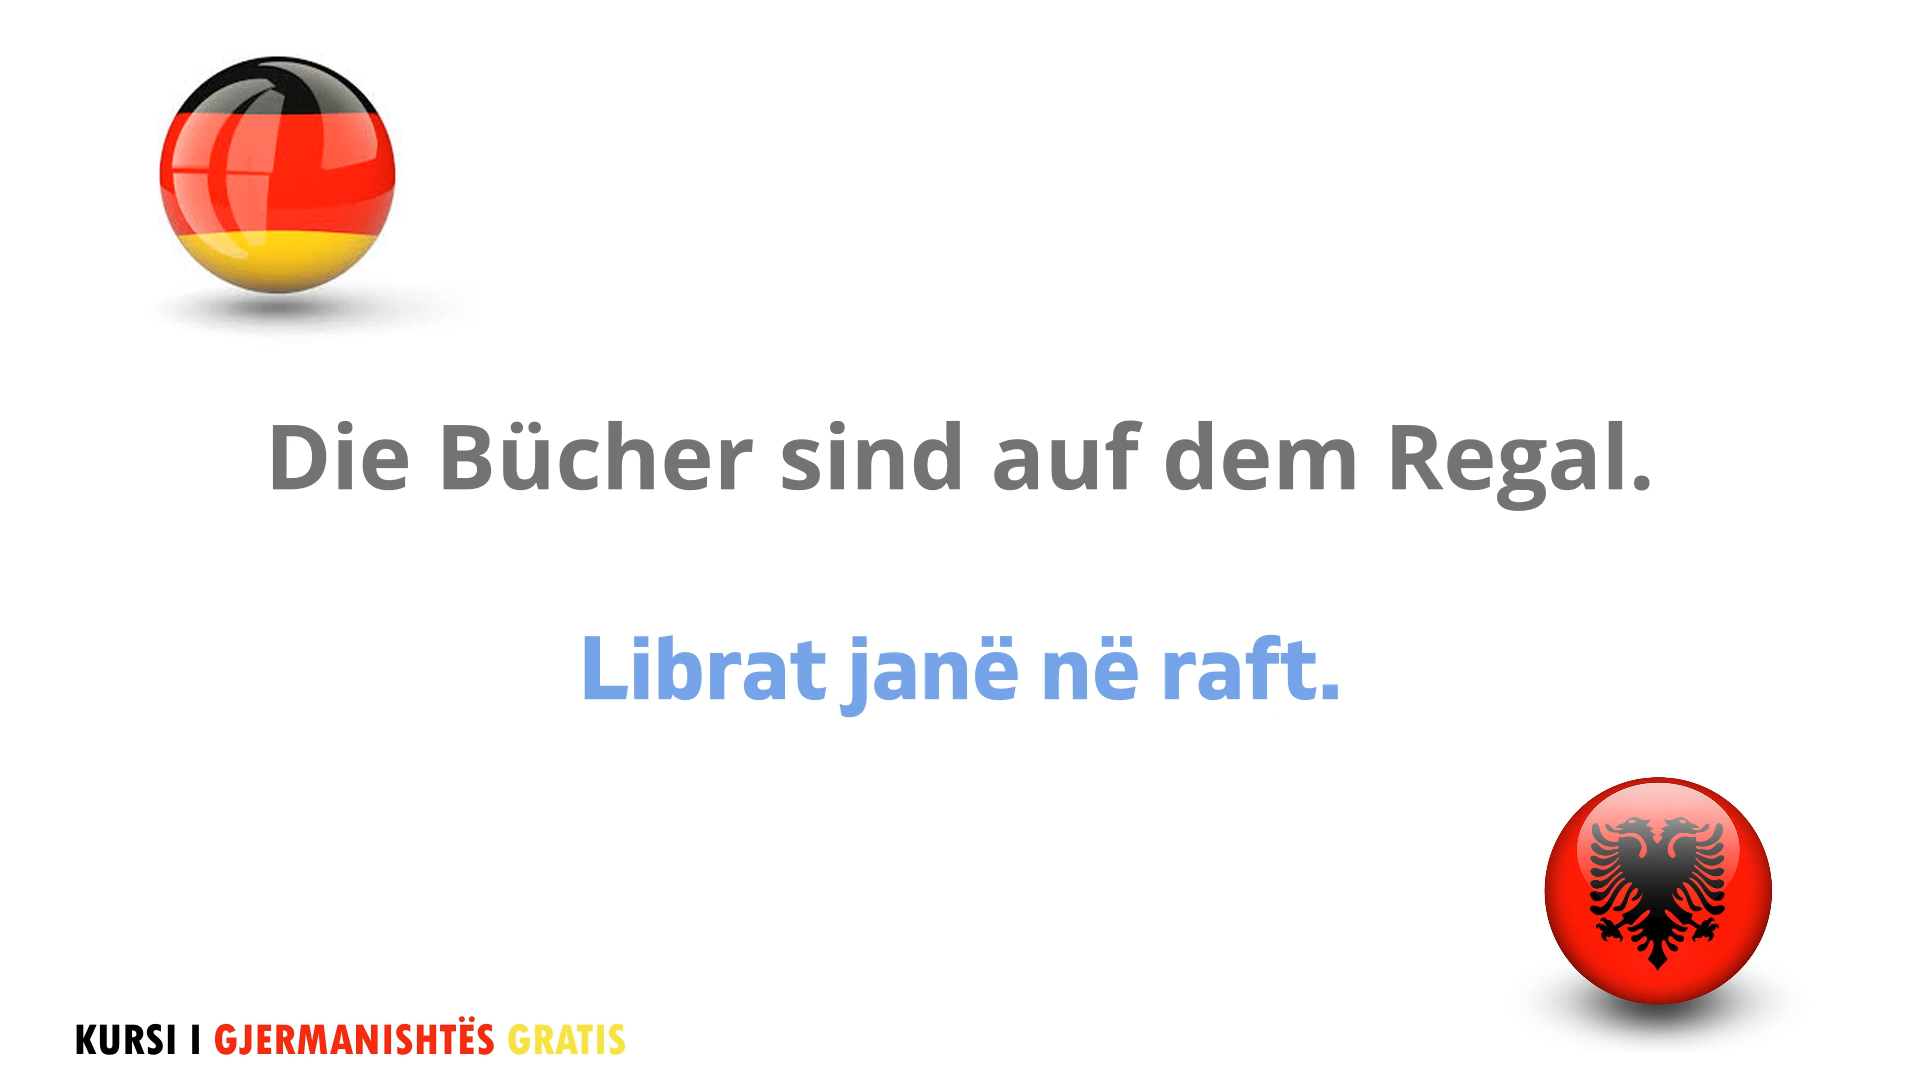 Die Bücher sind auf dem Regal.
Librat janë në raft.
KURSI I GJERMANISHTËS GRATIS